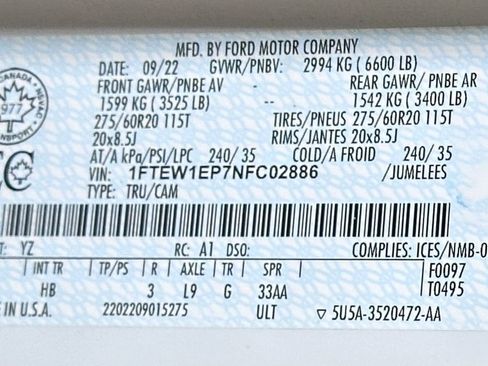 MFD. BY FORD MOTOR COMPANY
DATE: 09/22 GVWR/PNBV: 2994 KG ( 6600 LB)
FRONT GAWR/PNBE AV REAR GAWR/ PNBE AR
1599 KG ( 3525 LB) -- 1542 KG ( 3400 LB)
275/60R20 115T TIRES/PNEUS 275/60R20 115T
20x8.5J RIMS/JANTES 20x8.5J
AT/A kPa/PSI/LPC 240/ 35 COLD/A FROID 240/ 35
VIN: 1FTEW1EP7NFC02886 /JUMELEES
TYPE: TRU/CAM
CANADA
1977
TRANSPORT
: YZ RC: A1 DSO: COMPLIES: ICES/NMB-0
INT TR TP/PS R AXLE TR SPR F0097
HB 3 L9 G 33AA T0495
E IN U.S.A. 2202209015275 ULT ▽ 5U5A-3520472-AA